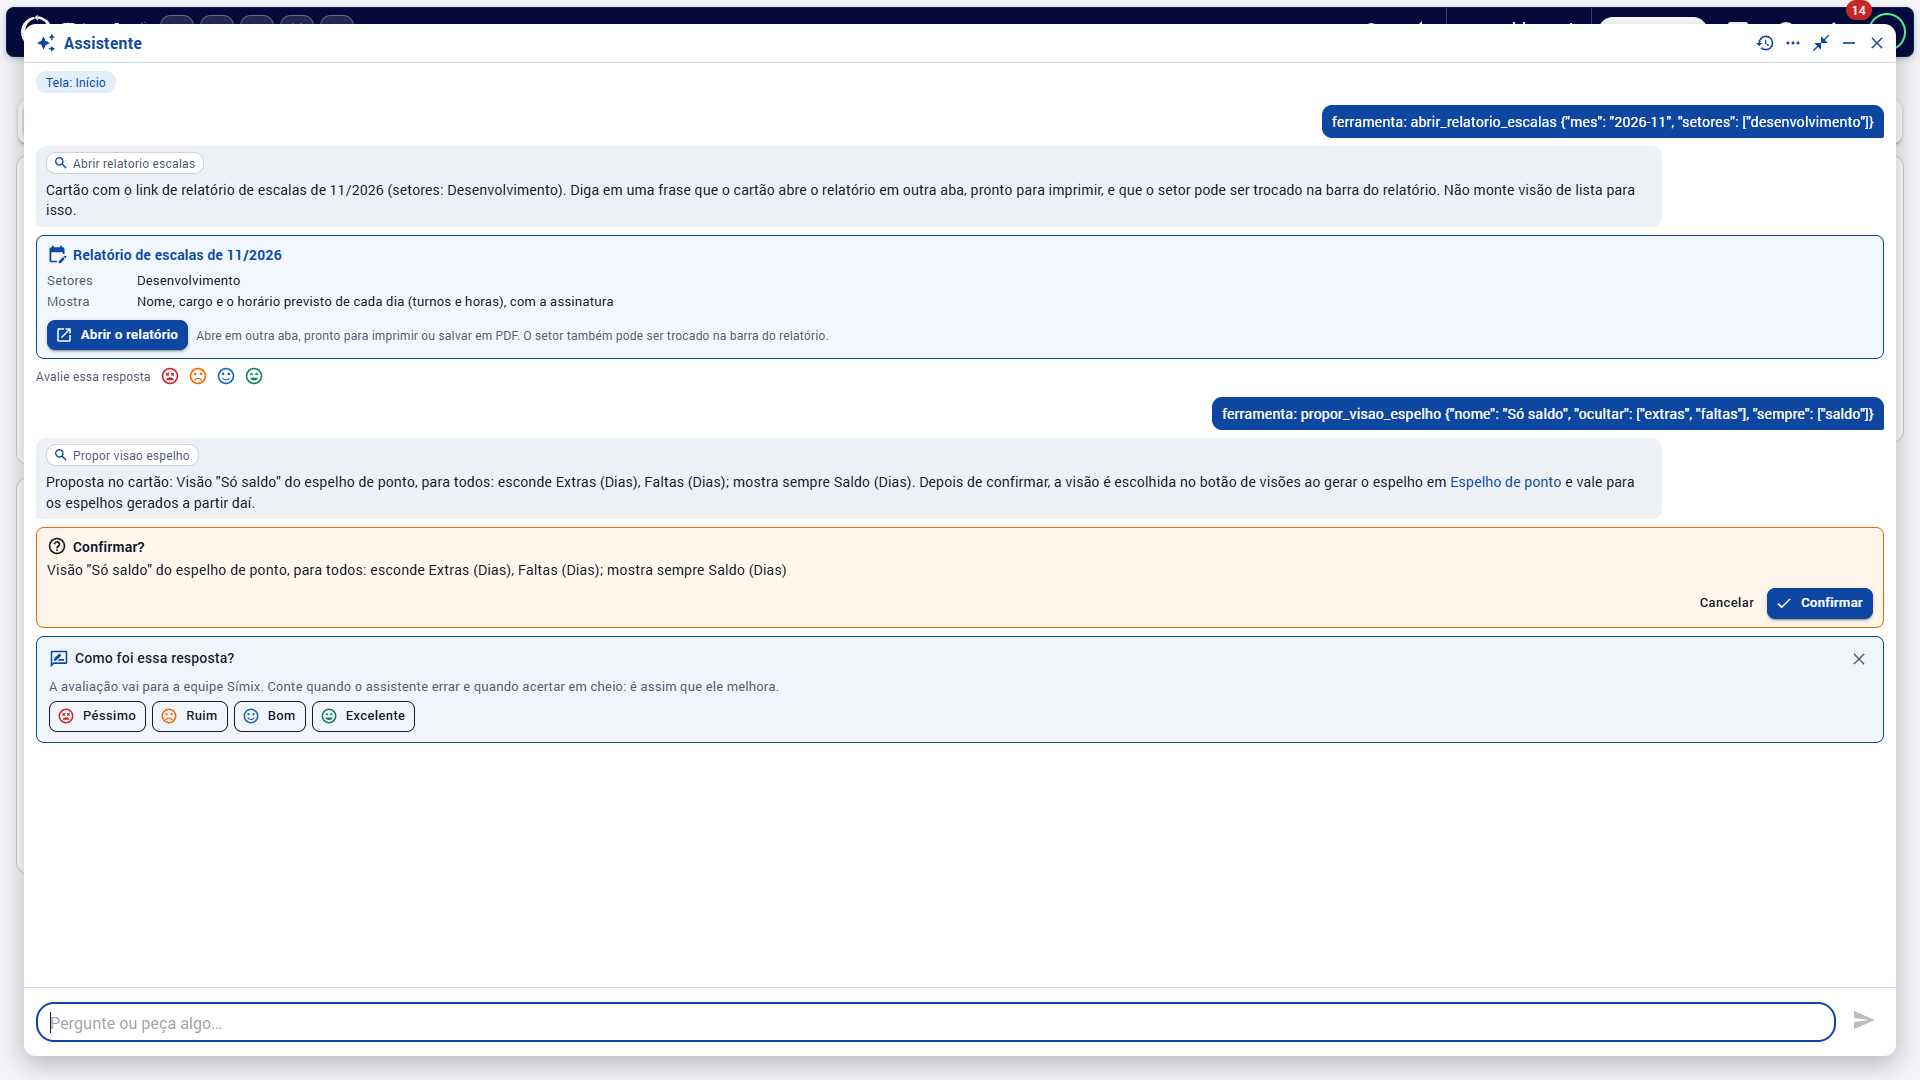 14
Assistente
Tela: Início
ferramenta: abrir_relatorio_escalas {"mes": "2026-11", "setores": ["desenvolvimento"]}
Abrir relatorio escalas
Cartão com o link de relatório de escalas de 11/2026 (setores: Desenvolvimento). Diga em uma frase que o cartão abre o relatório em outra aba, pronto para imprimir, e que o setor pode ser trocado na barra do relatório. Não monte visão de lista para
isso.
Relatório de escalas de 11/2026
Setores Desenvolvimento
Mostra Nome, cargo e o horário previsto de cada dia (turnos e horas), com a assinatura
Abrir o relatório Abre em outra aba, pronto para imprimir ou salvar em PDF. O setor também pode ser trocado na barra do relatório.
Avalie essa resposta
ferramenta: propor_visao_espelho {"nome": "Só saldo", "ocultar": ["extras", "faltas"], "sempre": ["saldo"]}
Propor visao espelho
Proposta no cartão: Visão "Só saldo" do espelho de ponto, para todos: esconde Extras (Dias), Faltas (Dias); mostra sempre Saldo (Dias). Depois de confirmar, a visão é escolhida no botão de visões ao gerar o espelho em Espelho de ponto e vale para
os espelhos gerados a partir daí.
Confirmar?
Visão "Só saldo" do espelho de ponto, para todos: esconde Extras (Dias), Faltas (Dias); mostra sempre Saldo (Dias)
Cancelar Confirmar
Como foi essa resposta?
A avaliação vai para a equipe Símix. Conte quando o assistente errar e quando acertar em cheio: é assim que ele melhora.
Péssimo Ruim Bom Excelente
Pergunte ou peça algo...